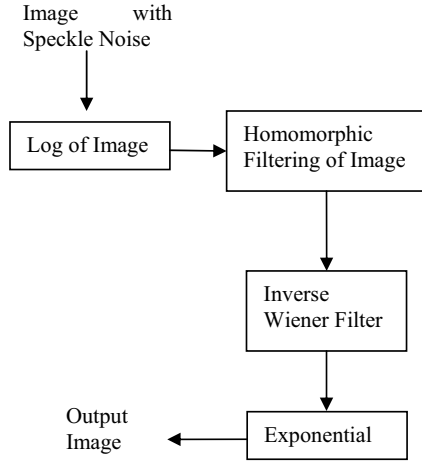 Image with
Speckle Noise
Log of Image
Homomorphic
Filtering of Image
Inverse
Wiener Filter
Exponential
Output
Image